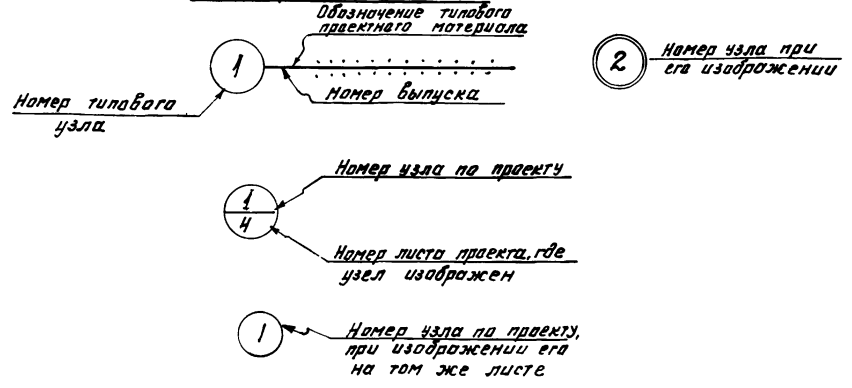 Обозначение типового
проектного материала
1
Номер выпуска
Номер типового
узла
2
Номер узла при
его изображении
Номер узла по проекту
1
4
Номер листа проекта, где
узел изображен
1
Номер узла по проекту,
при изображении его
на том же листе